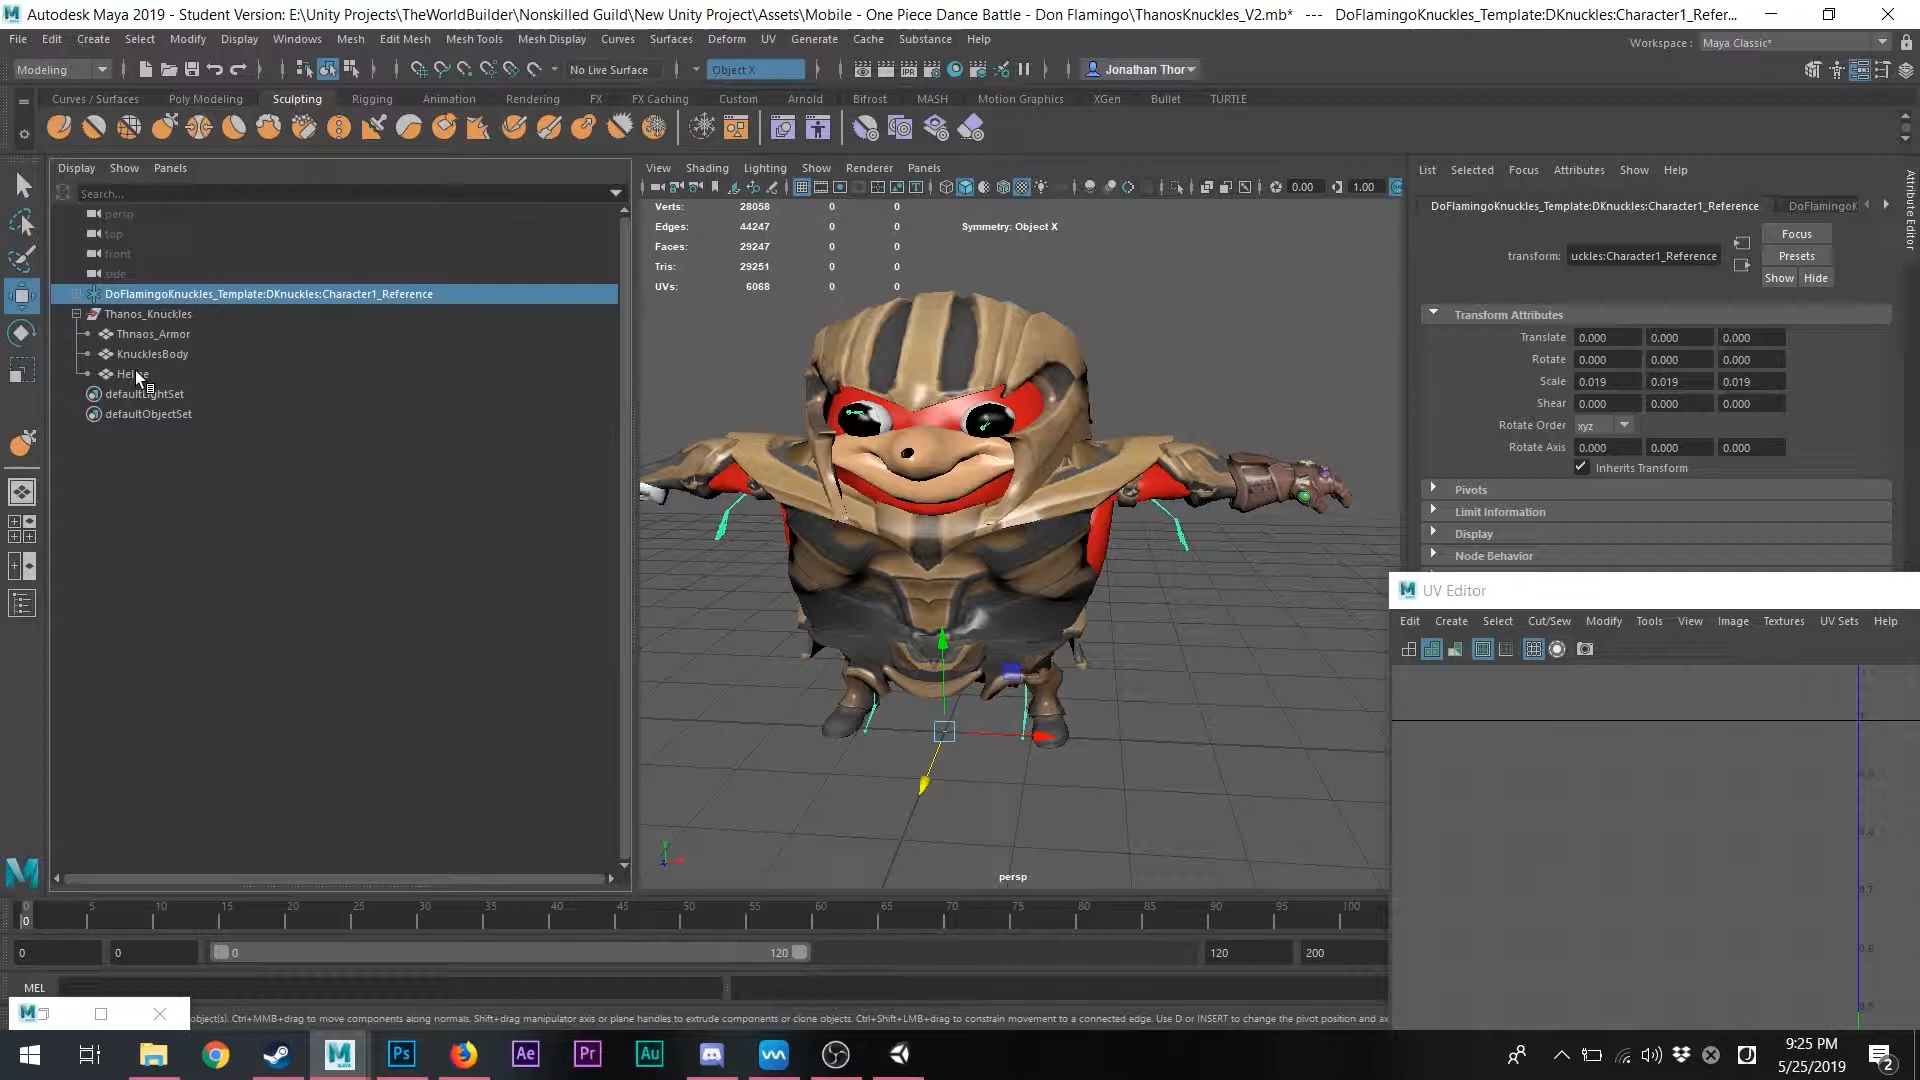 Autodesk Maya 2019 - Student Version: E:\Unity Projects\TheWorldBuilder\Nonskilled Guild\New Unity Project\Assets\Mobile - One Piece Dance Battle - Don Flamingo\ThanosKnuckles_V2.mb* --- DoFlamingoKnuckles_Template:DKnuckles:Character1_Refer...
File Edit Create Select Modify Display Windows Mesh Edit Mesh Mesh Tools Mesh Display Curves Surfaces Deform UV Generate Cache Substance Help
Workspace : Maya Classic*
Modeling No Live Surface Object X Jonathan Thor
Curves / Surfaces Poly Modeling Sculpting Rigging Animation Rendering FX FX Caching Custom Arnold Bifrost MASH Motion Graphics XGen Bullet TURTLE
Display Show Panels
Search...
persp
top
front
side
DoFlamingoKnuckles_Template:DKnuckles:Character1_Reference
Thanos_Knuckles
Thnaos_Armor
KnucklesBody
defaultLightSet
defaultObjectSet
View Shading Lighting Show Renderer Panels
0.00 1.00
Verts: 28058 0 0
Edges: 44247 0 0
Symmetry: Object X
Faces: 29247 0 0
Tris: 29251 0 0
UVs: 6068 0 0
persp
List Selected Focus Attributes Show Help
DoFlamingoKnuckles_Template:DKnuckles:Character1_Reference DoFlamingoK
Focus
transform: uckles:Character1_Reference Presets
Show Hide
Transform Attributes
Translate 0.000 0.000 0.000
Rotate 0.000 0.000 0.000
Scale 0.019 0.019 0.019
Shear 0.000 0.000 0.000
Rotate Order xyz
Rotate Axis 0.000 0.000 0.000
Inherits Transform
Pivots
Limit Information
Display
Node Behavior
Attribute Editor
UV Editor
Edit Create Select Cut/Sew Modify Tools View Image Textures UV Sets Help
0 5 10 15 20 25 30 35 40 45 50 55 60 65 70 75 80 85 90 95 100
0
0 0 0 120 120 200
MEL
object(s). Ctrl+MMB+drag to move components along normals. Shift+drag manipulator axis or plane handles to extrude components or clone objects. Ctrl+Shift+LMB+drag to constrain movement to a connected edge. Use D or INSERT to change the pivot position and ax
Ps Ae Pr Au
9:25 PM
5/25/2019
2